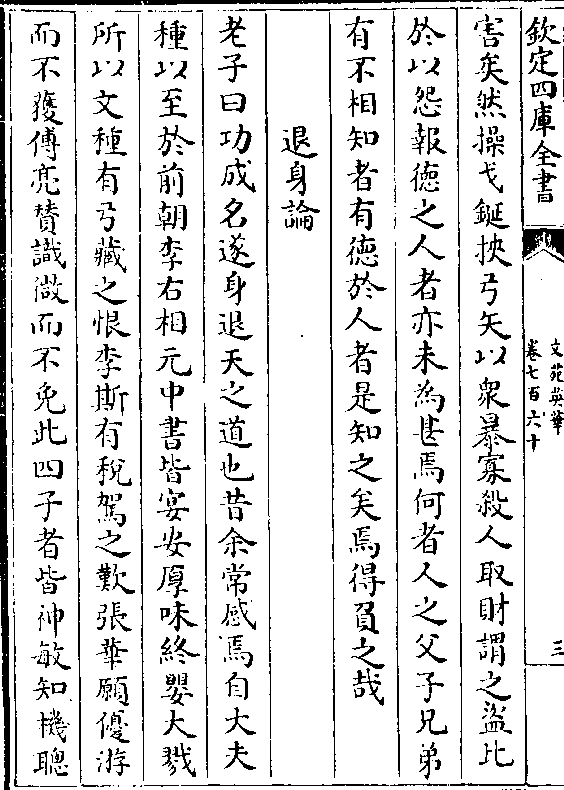 欽定四庫全書
文苑英華
卷七百六十
三
害矣然操戈鋋挾弓矢以衆暴寡殺人取財謂之盜比
於以怨報德之人者亦未為甚焉何者人之父子兄弟
有不相知者有德於人者是知之矣焉得負之哉
退身論
老子曰功成名遂身退天之道也昔余常感焉自大夫
種以至於前朝李右相元中書皆宴安厚味終嬰大戮
所以文種有弓藏之恨李斯有稅駕之歎張華願優游
而不獲傅亮賛識微而不免此四子者皆神敏知機聰